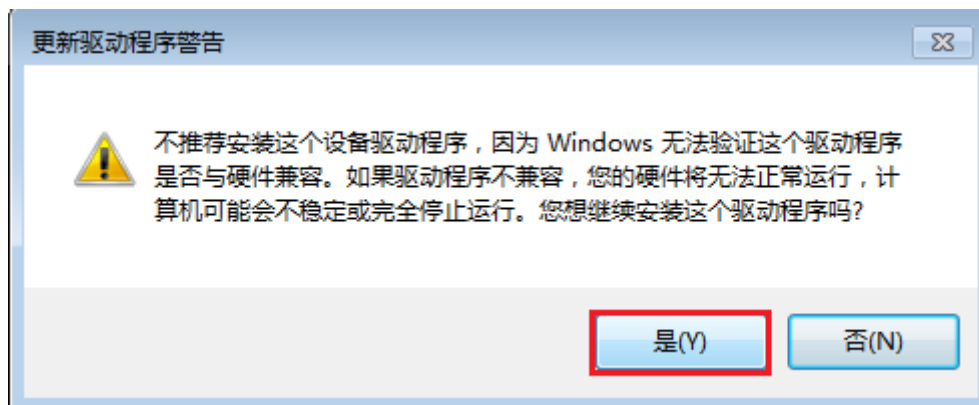 更新驱动程序警告
不推荐安装这个设备驱动程序，因为 Windows 无法验证这个驱动程序
是否与硬件兼容。如果驱动程序不兼容，您的硬件将无法正常运行，计
算机可能会不稳定或完全停止运行。您想继续安装这个驱动程序吗?
是(Y)
否(N)